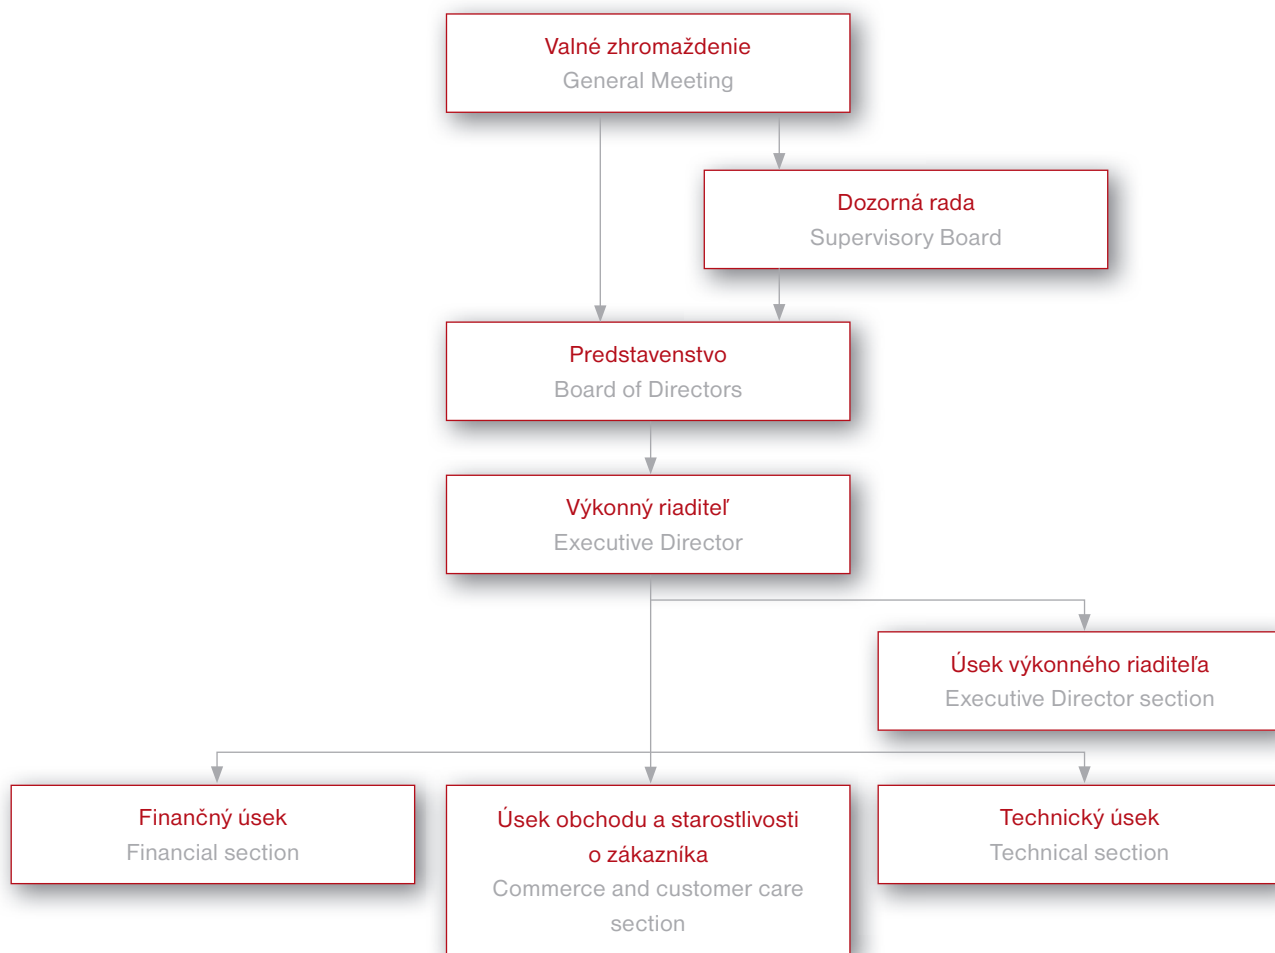 Valné zhromaždenie
General Meeting
Dozorná rada
Supervisory Board
Predstavenstvo
Board of Directors
Výkonný riaditeľ
Executive Director
Úsek výkonného riaditeľa
Executive Director section
Finančný úsek
Financial section
Úsek obchodu a starostlivosti
o zákazníka
Commerce and customer care
section
Technický úsek
Technical section